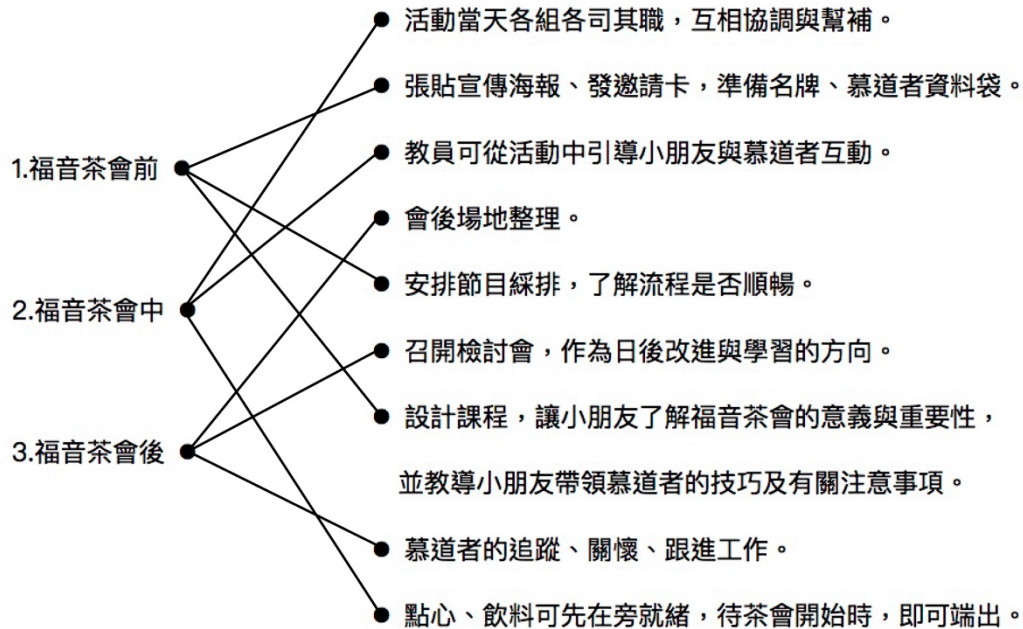 活動當天各組各司其職，互相協調與幫補。
張貼宣傳海報、發邀請卡，準備名牌、慕道者資料袋。
教員可從活動中引導小朋友與慕道者互動。
1.福音茶會前
會後場地整理。
安排節目綵排，了解流程是否順暢。
2.福音茶會中
召開檢討會，作為日後改進與學習的方向。
設計課程，讓小朋友了解福音茶會的意義與重要性，
3.福音茶會後
並教導小朋友帶領慕道者的技巧及有關注意事項。
慕道者的追蹤、關懷、跟進工作。
點心、飲料可先在旁就緒，待茶會開始時，即可端出。